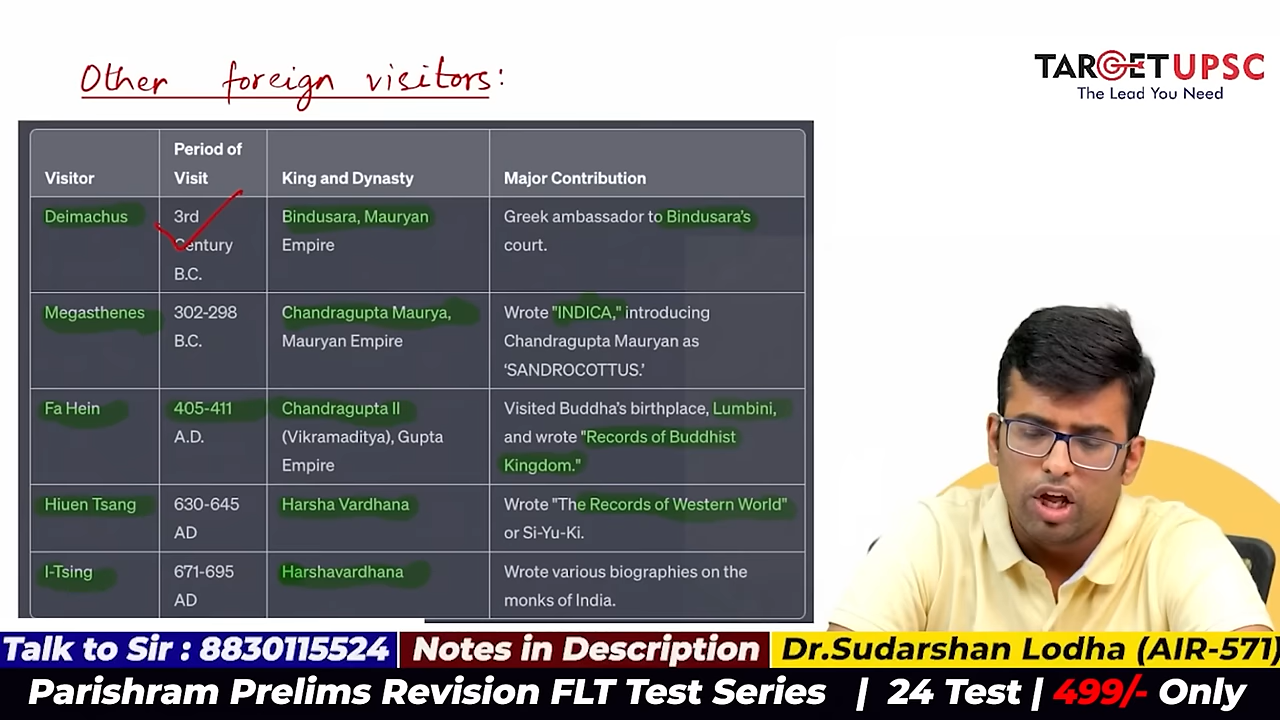 Other foreign visitors:
TARGETUPSC
The Lead You Need
Visitor
Period of
Visit
King and Dynasty
Major Contribution
Deimachus
3rd
Century
B.C.
Bindusara, Mauryan
Empire
Greek ambassador to Bindusara's
court.
Megasthenes
302-298
B.C.
Chandragupta Maurya,
Mauryan Empire
Wrote "INDICA," introducing
Chandragupta Mauryan as
‘SANDROCOTTUS.’
Fa Hein
405-411
A.D.
Chandragupta II
(Vikramaditya), Gupta
Empire
Visited Buddha's birthplace, Lumbini,
and wrote "Records of Buddhist
Kingdom."
Hiuen Tsang
630-645
AD
Harsha Vardhana
Wrote "The Records of Western World"
or Si-Yu-Ki.
I-Tsing
671-695
AD
Harshavardhana
Wrote various biographies on the
monks of India.
Talk to Sir : 8830115524
Notes in Description
Dr.Sudarshan Lodha (AIR-571)
Parishram Prelims Revision FLT Test Series | 24 Test | 499/- Only